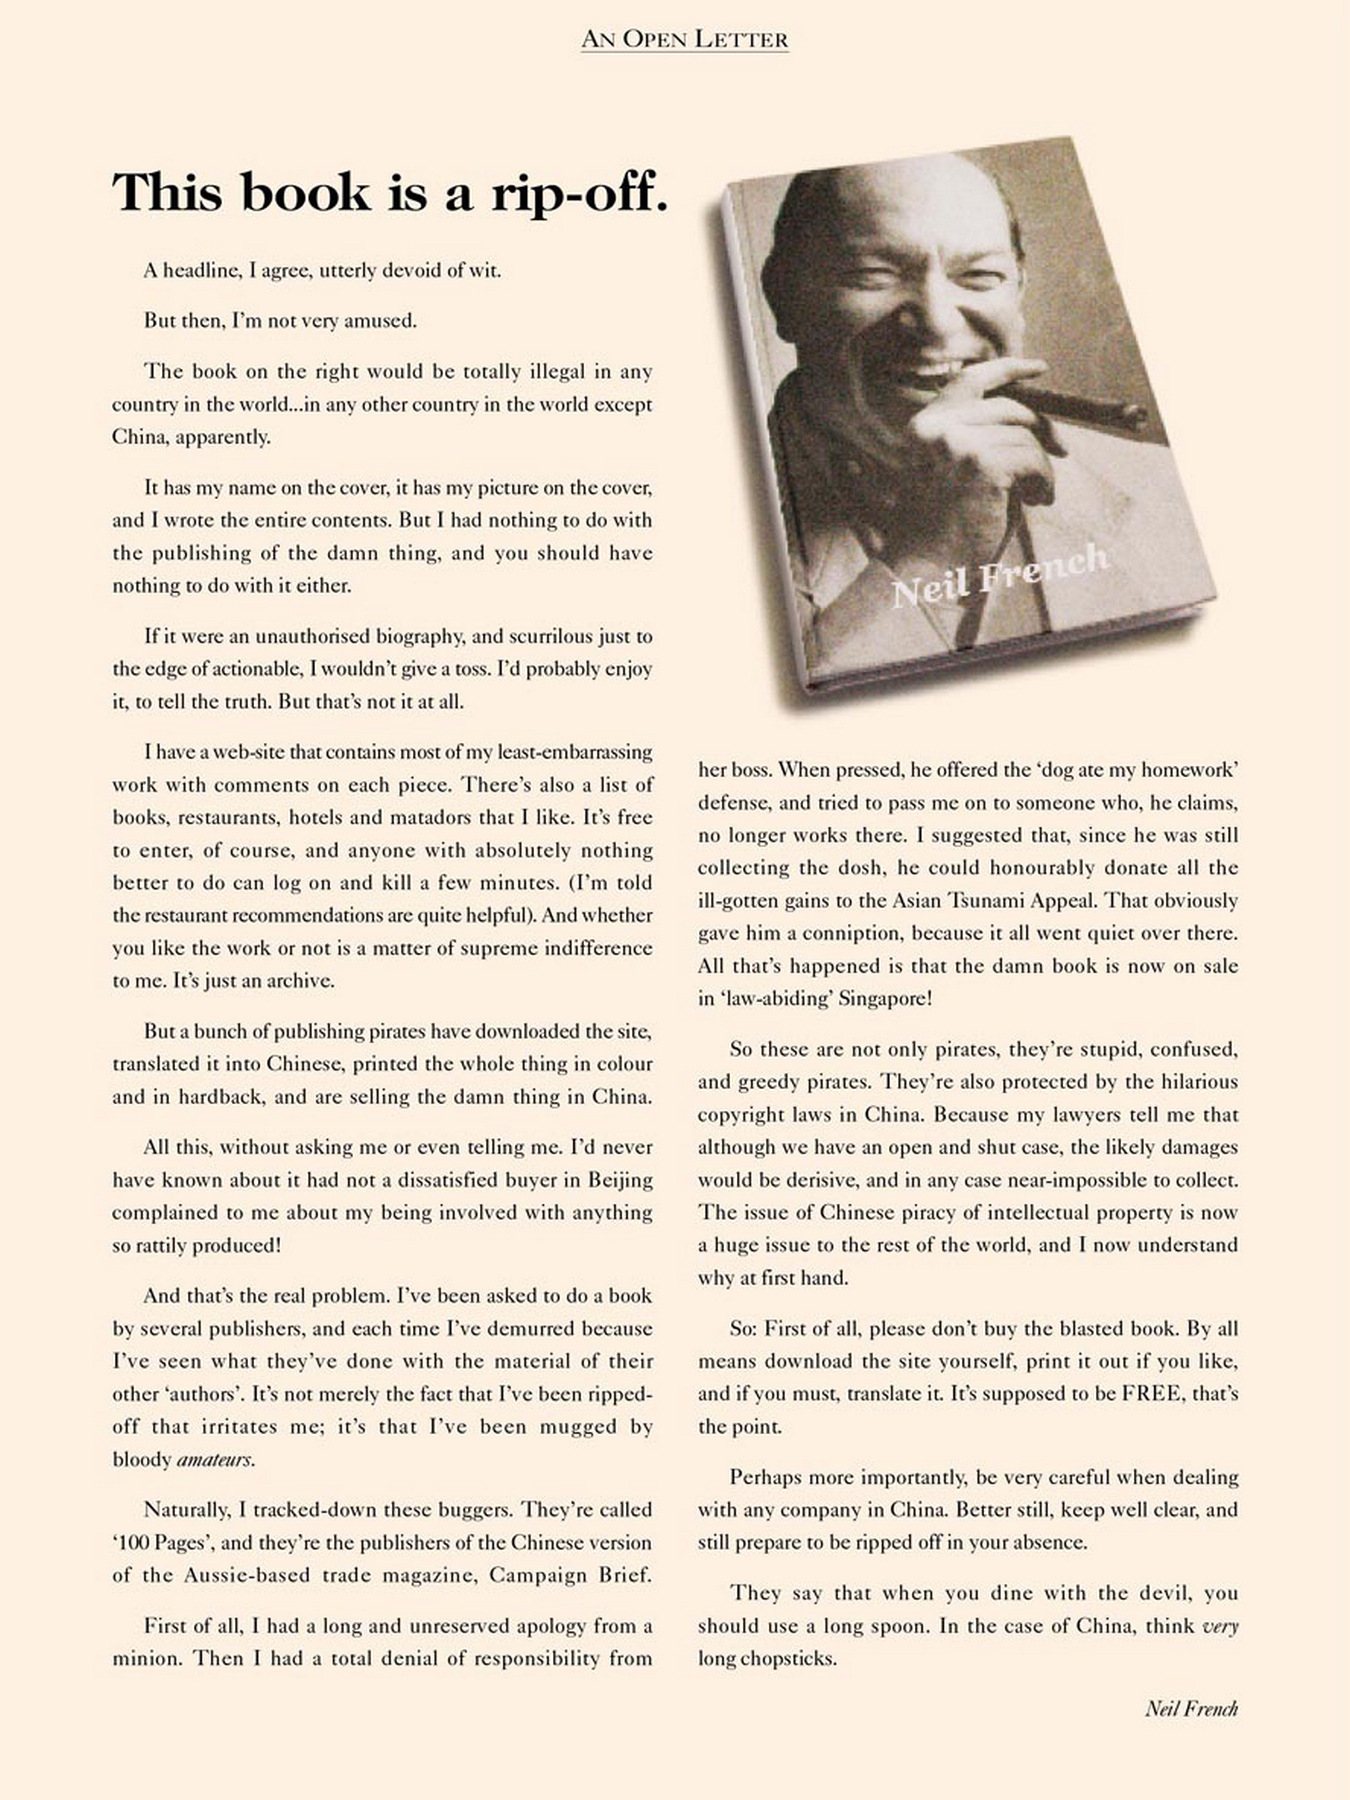 AN OPEN LETTER
This book is a rip-off.
A headline, I agree, utterly devoid of wit.
But then, I'm not very amused.
The book on the right would be totally illegal in any
country in the world...in any other country in the world except
China, apparently.
It has my name on the cover, it has my picture on the cover,
and I wrote the entire contents. But I had nothing to do with
the publishing of the damn thing, and you should have
nothing to do with it either.
If it were an unauthorised biography, and scurrilous just to
the edge of actionable, I wouldn't give a toss. I'd probably enjoy
it, to tell the truth. But that's not it at all.
I have a web-site that contains most of my least-embarrassing
work with comments on each piece. There's also a list of
books, restaurants, hotels and matadors that I like. It's free
to enter, of course, and anyone with absolutely nothing
better to do can log on and kill a few minutes. (I'm told
the restaurant recommendations are quite helpful). And whether
you like the work or not is a matter of supreme indifference
to me. It's just an archive.
But a bunch of publishing pirates have downloaded the site,
translated it into Chinese, printed the whole thing in colour
and in hardback, and are selling the damn thing in China.
All this, without asking me or even telling me. I'd never
have known about it had not a dissatisfied buyer in Beijing
complained to me about my being involved with anything
so rattily produced!
And that's the real problem. I've been asked to do a book
by several publishers, and each time I've demurred because
I've seen what they've done with the material of their
other 'authors'. It's not merely the fact that I've been ripped-
off that irritates me; it's that I've been mugged by
bloody amateurs.
Naturally, I tracked-down these buggers. They're called
'100 Pages', and they're the publishers of the Chinese version
of the Aussie-based trade magazine, Campaign Brief.
First of all, I had a long and unreserved apology from a
minion. Then I had a total denial of responsibility from
Neil French
her boss. When pressed, he offered the 'dog ate my homework'
defense, and tried to pass me on to someone who, he claims,
no longer works there. I suggested that, since he was still
collecting the dosh, he could honourably donate all the
ill-gotten gains to the Asian Tsunami Appeal. That obviously
gave him a conniption, because it all went quiet over there.
All that's happened is that the damn book is now on sale
in 'law-abiding' Singapore!
So these are not only pirates, they're stupid, confused,
and greedy pirates. They're also protected by the hilarious
copyright laws in China. Because my lawyers tell me that
although we have an open and shut case, the likely damages
would be derisive, and in any case near-impossible to collect.
The issue of Chinese piracy of intellectual property is now
a huge issue to the rest of the world, and I now understand
why at first hand.
So: First of all, please don't buy the blasted book. By all
means download the site yourself, print it out if you like,
and if you must, translate it. It's supposed to be FREE, that's
the point.
Perhaps more importantly, be very careful when dealing
with any company in China. Better still, keep well clear, and
still prepare to be ripped off in your absence.
They say that when you dine with the devil, you
should use a long spoon. In the case of China, think very
long chopsticks.
Neil French